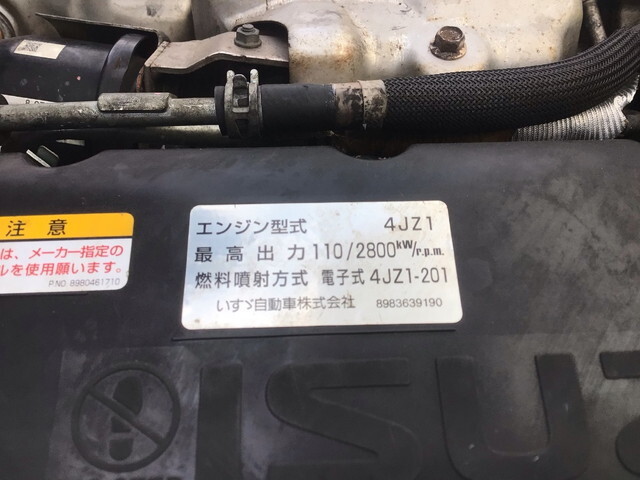 エンジン型式 4JZ1
最高出力 110/2800kW/r.p.m.
燃料噴射方式 電子式 4JZ1-201
いすゞ自動車株式会社 8983639190
注意
は、メーカー指定の
ルを使用願います。
P.NO. 8980461710
ISUZ